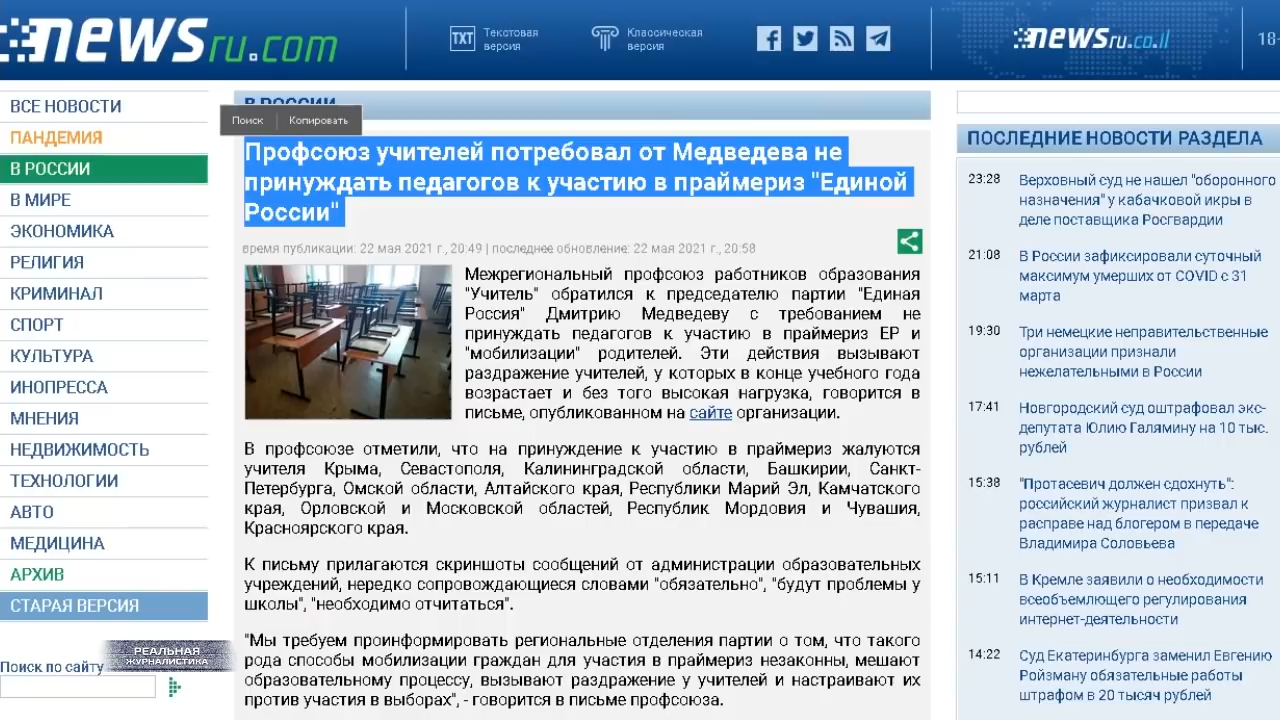 news ru.com
Текстовая
версия
Классическая
версия
news ru.co.il
18+
ВСЕ НОВОСТИ
ПАНДЕМИЯ
В РОССИИ
В МИРЕ
ЭКОНОМИКА
РЕЛИГИЯ
КРИМИНАЛ
СПОРТ
КУЛЬТУРА
ИНОПРЕССА
МНЕНИЯ
НЕДВИЖИМОСТЬ
ТЕХНОЛОГИИ
АВТО
МЕДИЦИНА
АРХИВ
СТАРАЯ ВЕРСИЯ
РЕАЛЬНАЯ
ЖУРНАЛИСТИКА
Поиск по сайту
В РОССИИ
Поиск
Копировать
Профсоюз учителей потребовал от Медведева не
принуждать педагогов к участию в праймериз "Единой
России"
время публикации: 22 мая 2021 г., 20:49 | последнее обновление: 22 мая 2021 г., 20:58
Межрегиональный профсоюз работников образования
"Учитель" обратился к председателю партии "Единая
Россия" Дмитрию Медведеву с требованием не
принуждать педагогов к участию в праймериз ЕР и
"мобилизации" родителей. Эти действия вызывают
раздражение учителей, у которых в конце учебного года
возрастает и без того высокая нагрузка, говорится в
письме, опубликованном на сайте организации.
В профсоюзе отметили, что на принуждение к участию в праймериз жалуются
учителя Крыма, Севастополя, Калининградской области, Башкирии, Санкт-
Петербурга, Омской области, Алтайского края, Республики Марий Эл, Камчатского
края, Орловской и Московской областей, Республик Мордовия и Чувашия,
Красноярского края.
К письму прилагаются скриншоты сообщений от администрации образовательных
учреждений, нередко сопровождающиеся словами "обязательно", "будут проблемы у
школы", "необходимо отчитаться".
"Мы требуем проинформировать региональные отделения партии о том, что такого
рода способы мобилизации граждан для участия в праймериз незаконны, мешают
образовательному процессу, вызывают раздражение у учителей и настраивают их
против участия в выборах", - говорится в письме профсоюза.
ПОСЛЕДНИЕ НОВОСТИ РАЗДЕЛА
23:28 Верховный суд не нашел "оборонного
назначения" у кабачковой икры в
деле поставщика Росгвардии
21:08 В России зафиксировали суточный
максимум умерших от COVID с 31
марта
19:30 Три немецкие неправительственные
организации признали
нежелательными в России
17:41 Новгородский суд оштрафовал экс-
депутата Юлию Галямину на 10 тыс.
рублей
15:38 "Протасевич должен сдохнуть":
российский журналист призвал к
расправе над блогером в передаче
Владимира Соловьева
15:11 В Кремле заявили о необходимости
всеобъемлющего регулирования
интернет-деятельности
14:22 Суд Екатеринбурга заменил Евгению
Ройзману обязательные работы
штрафом в 20 тысяч рублей